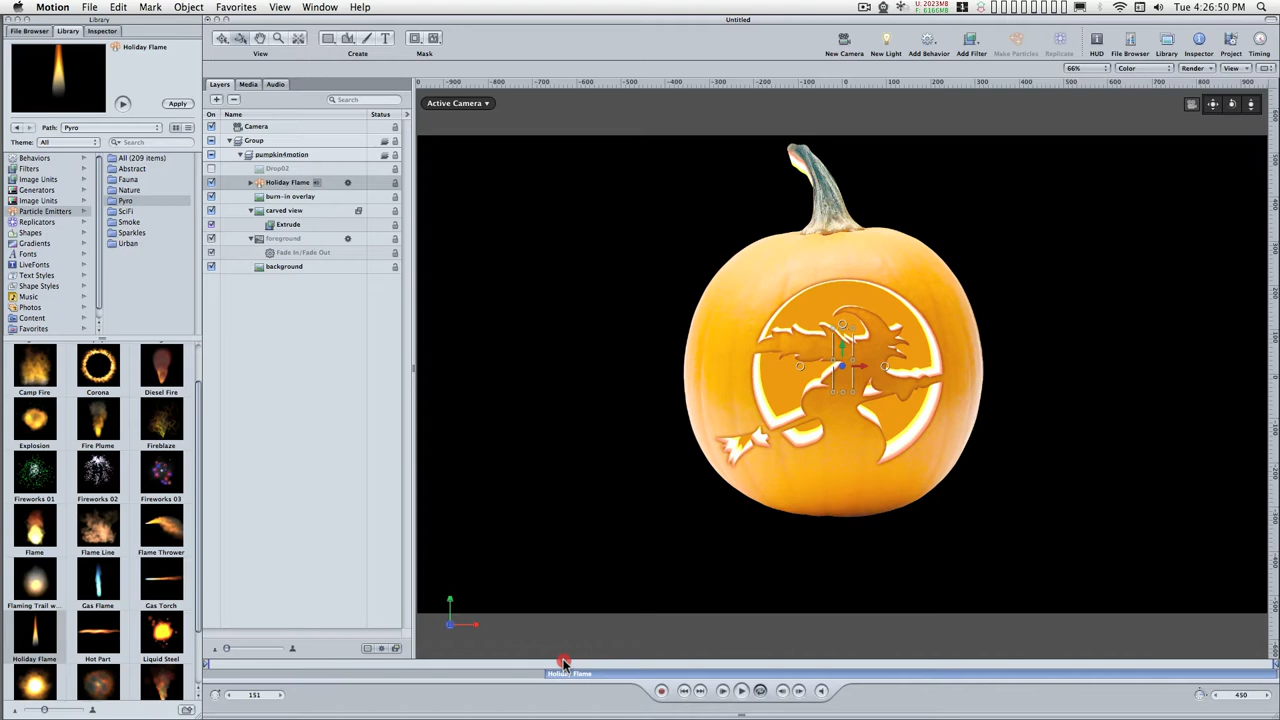 Motion File Edit Mark Object Favorites Window Help
U: 2023MB
F: 6166MB
Tue 4:26:50 PM
Library
Untitled
File Browser Library Inspector
Holiday Flame
Apply
Path: Pyro
Theme: All
Search
Behaviors
Filters
Image Units
Generators
Image Units
Particle Emitters
Replicators
Shapes
Gradients
Fonts
LiveFonts
Text Styles
Shape Styles
Music
Photos
Content
Favorites
All (209 items)
Abstract
Fauna
Nature
Pyro
SciFi
Smoke
Sparkles
Urban
Camp Fire Corona Diesel Fire
Explosion Fire Plume Fireblaze
Fireworks 01 Fireworks 02 Fireworks 03
Flame Flame Line Flame Thrower
Flaming Trail w... Gas Flame Gas Torch
Holiday Flame Hot Part Liquid Steel
View Create Mask
New Camera New Light Add Behavior Add Filter Make Particles Replicate HUD File Browser Library Inspector Project Timing
66% Color Render View
Layers Media Audio
Search
On Name Status
Camera
Group
pumpkin4motion
Drop02
Holiday Flame
burn-in overlay
carved view
Extrude
foreground
Fade In/Fade Out
background
Active Camera
Holiday Flame
151
450